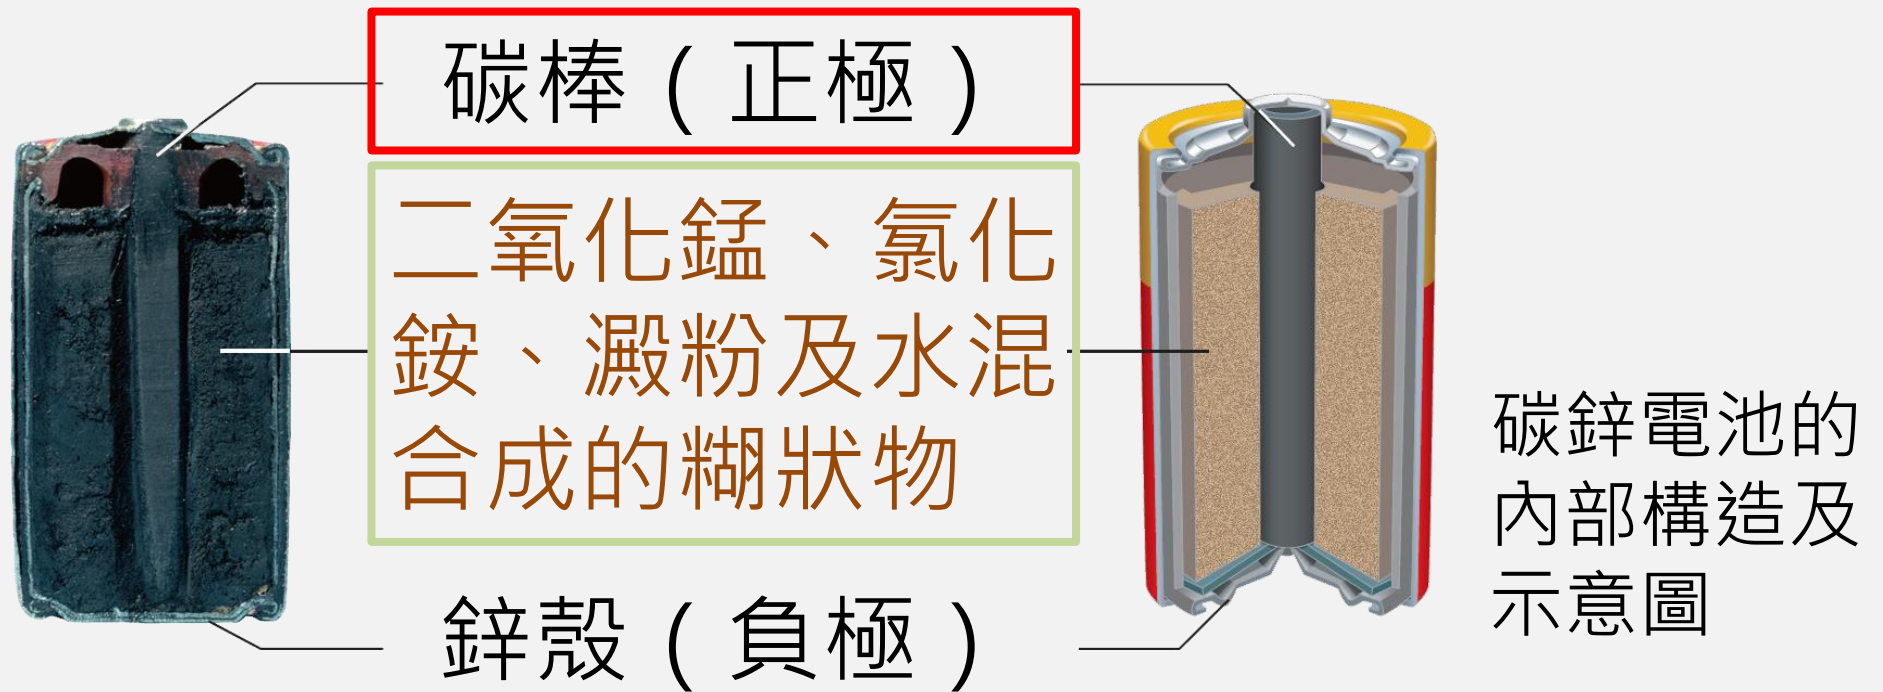 碳棒（正極）
二氧化錳、氯化
銨、澱粉及水混
合成的糊狀物
鋅殼（負極）
碳鋅電池的
內部構造及
示意圖